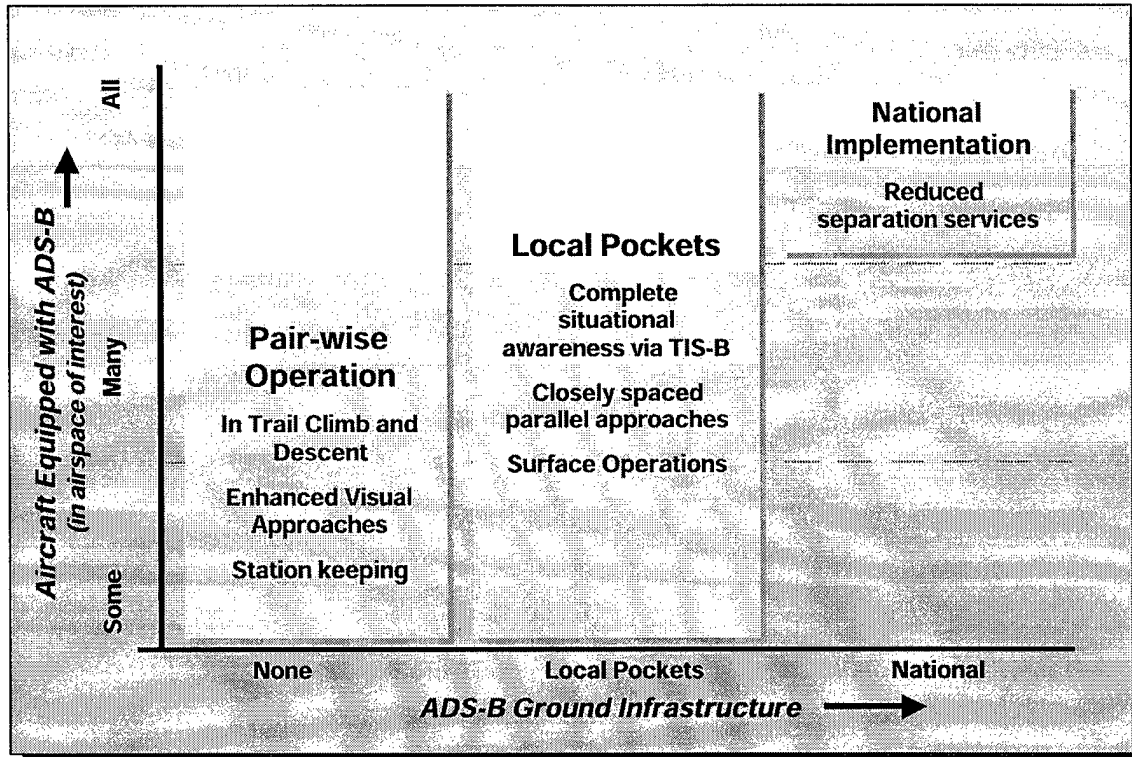 All
Many
Some
Aircraft Equipped with ADS-B
(in airspace of interest)
Pair-wise
Operation
In Trail Climb and
Descent
Enhanced Visual
Approaches
Station keeping
Local Pockets
Complete
situational
awareness via TIS-B
Closely spaced
parallel approaches
Surface Operations
National
Implementation
Reduced
separation services
None
Local Pockets
National
ADS-B Ground Infrastructure